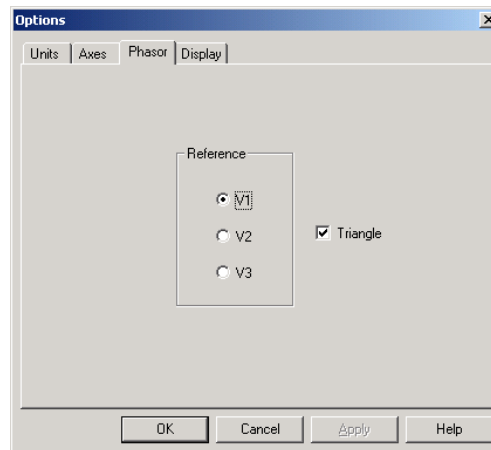 Options
Units Axes Phasor Display
Reference
V1
V2
Triangle
V3
OK Cancel Apply Help